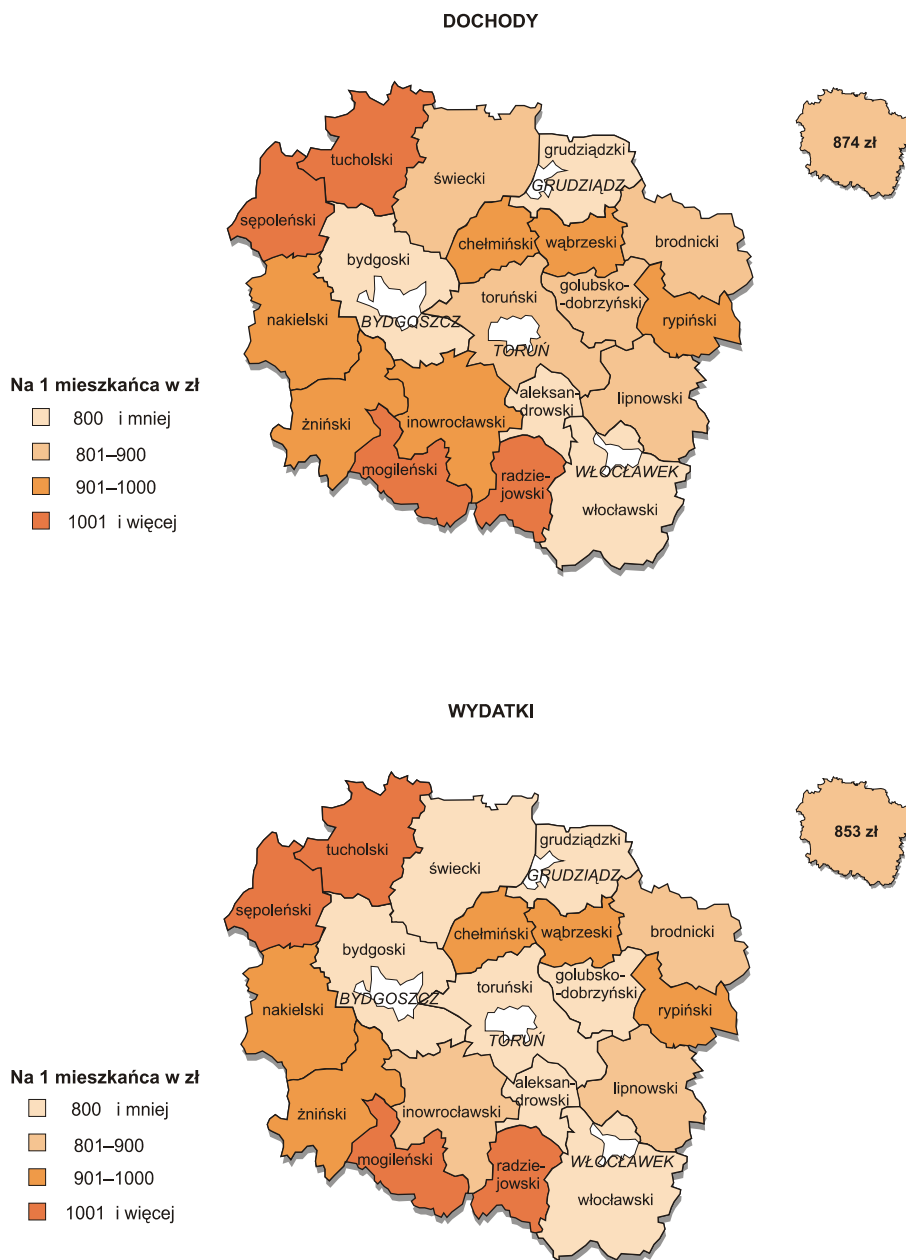 DOCHODY
874 zł
tucholski
grudziądzki
świecki
GRUDZIĄDZ
sępoleński
chełmiński
wąbrzeski
brodnicki
bydgoski
golubsko-
-dobrzyński
toruński
nakielski
BYDGOSZCZ
rypiński
TORUŃ
Na 1 mieszkańca w zł
aleksan-
drowski
lipnowski
800 i mniej
żniński
inowrocławski
801–900
mogileński
radzie-
jowski
WŁOCŁAWEK
901–1000
włocławski
1001 i więcej
WYDATKI
853 zł
tucholski
grudziądzki
świecki
GRUDZIĄDZ
sępoleński
chełmiński
wąbrzeski
brodnicki
bydgoski
golubsko-
-dobrzyński
toruński
BYDGOSZCZ
nakielski
rypiński
TORUŃ
Na 1 mieszkańca w zł
aleksan-
drowski
lipnowski
800 i mniej
żniński
inowrocławski
801–900
mogileński
radzie-
jowski
WŁOCŁAWEK
901–1000
włocławski
1001 i więcej